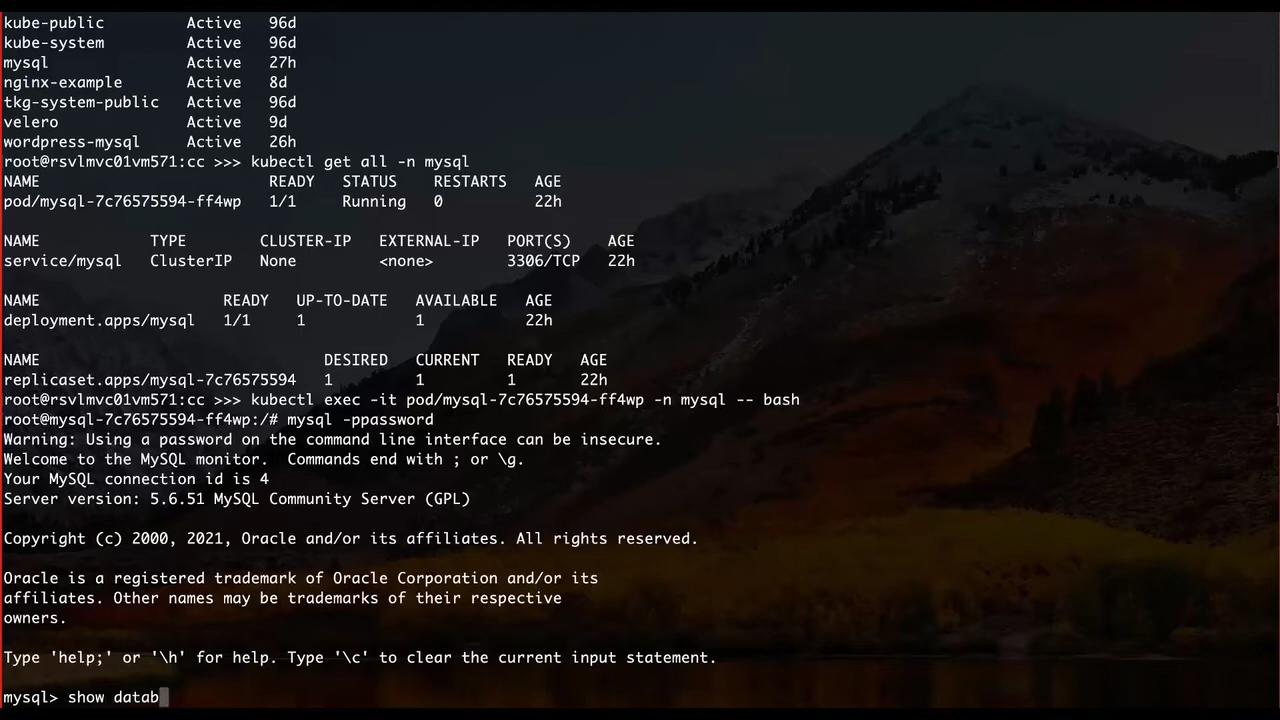 kube-public Active 96d
kube-system Active 96d
mysql Active 27h
nginx-example Active 8d
tkg-system-public Active 96d
velero Active 9d
wordpress-mysql Active 26h
root@rsvlmvc01vm571:cc >>> kubectl get all -n mysql
NAME READY STATUS RESTARTS AGE
pod/mysql-7c76575594-ff4wp 1/1 Running 0 22h
NAME TYPE CLUSTER-IP EXTERNAL-IP PORT(S) AGE
service/mysql ClusterIP None <none> 3306/TCP 22h
NAME READY UP-TO-DATE AVAILABLE AGE
deployment.apps/mysql 1/1 1 1 22h
NAME DESIRED CURRENT READY AGE
replicaset.apps/mysql-7c76575594 1 1 1 22h
root@rsvlmvc01vm571:cc >>> kubectl exec -it pod/mysql-7c76575594-ff4wp -n mysql -- bash
root@mysql-7c76575594-ff4wp:/# mysql -ppassword
Warning: Using a password on the command line interface can be insecure.
Welcome to the MySQL monitor.  Commands end with ; or \g.
Your MySQL connection id is 4
Server version: 5.6.51 MySQL Community Server (GPL)
Copyright (c) 2000, 2021, Oracle and/or its affiliates. All rights reserved.
Oracle is a registered trademark of Oracle Corporation and/or its
affiliates. Other names may be trademarks of their respective
owners.
Type 'help;' or '\h' for help. Type '\c' to clear the current input statement.
mysql> show datab